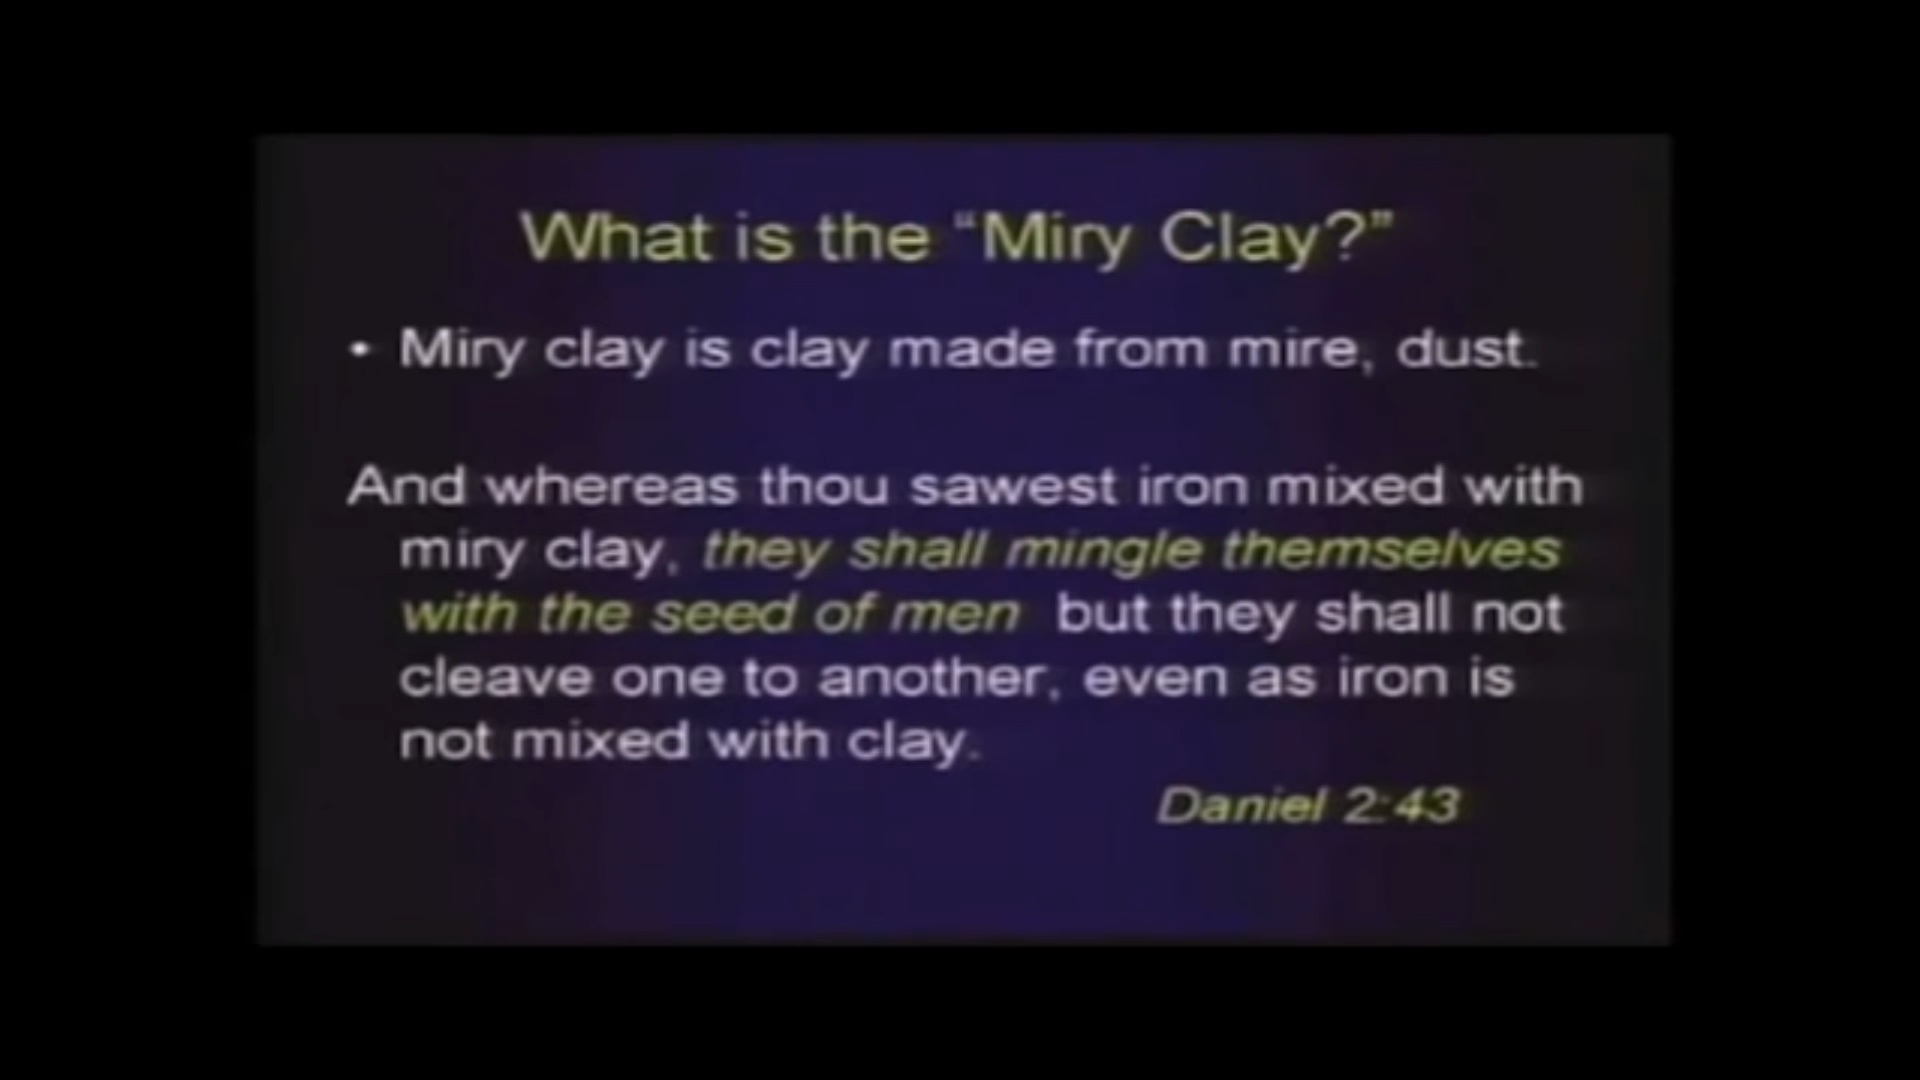 What is the “Miry Clay?”
• Miry clay is clay made from mire, dust.
And whereas thou sawest iron mixed with
miry clay, they shall mingle themselves
with the seed of men but they shall not
cleave one to another, even as iron is
not mixed with clay.
Daniel 2:43